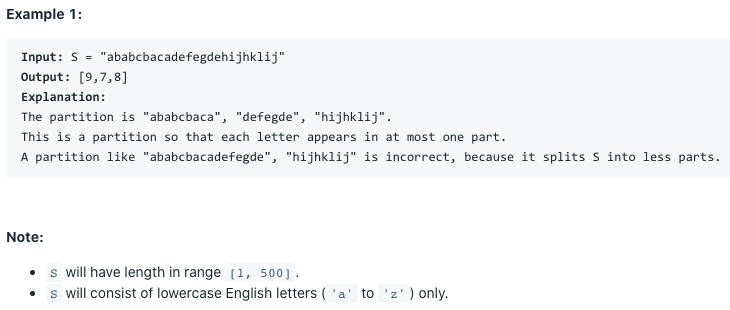 Example 1:
Input: S = "ababcbacadefegdehijhklij"
Output: [9,7,8]
Explanation:
The partition is "ababcbaca", "defegde", "hijhklij".
This is a partition so that each letter appears in at most one part.
A partition like "ababcbacadefegde", "hijhklij" is incorrect, because it splits S into less parts.
Note:
• S will have length in range [1, 500].
• S will consist of lowercase English letters ( 'a' to 'z' ) only.